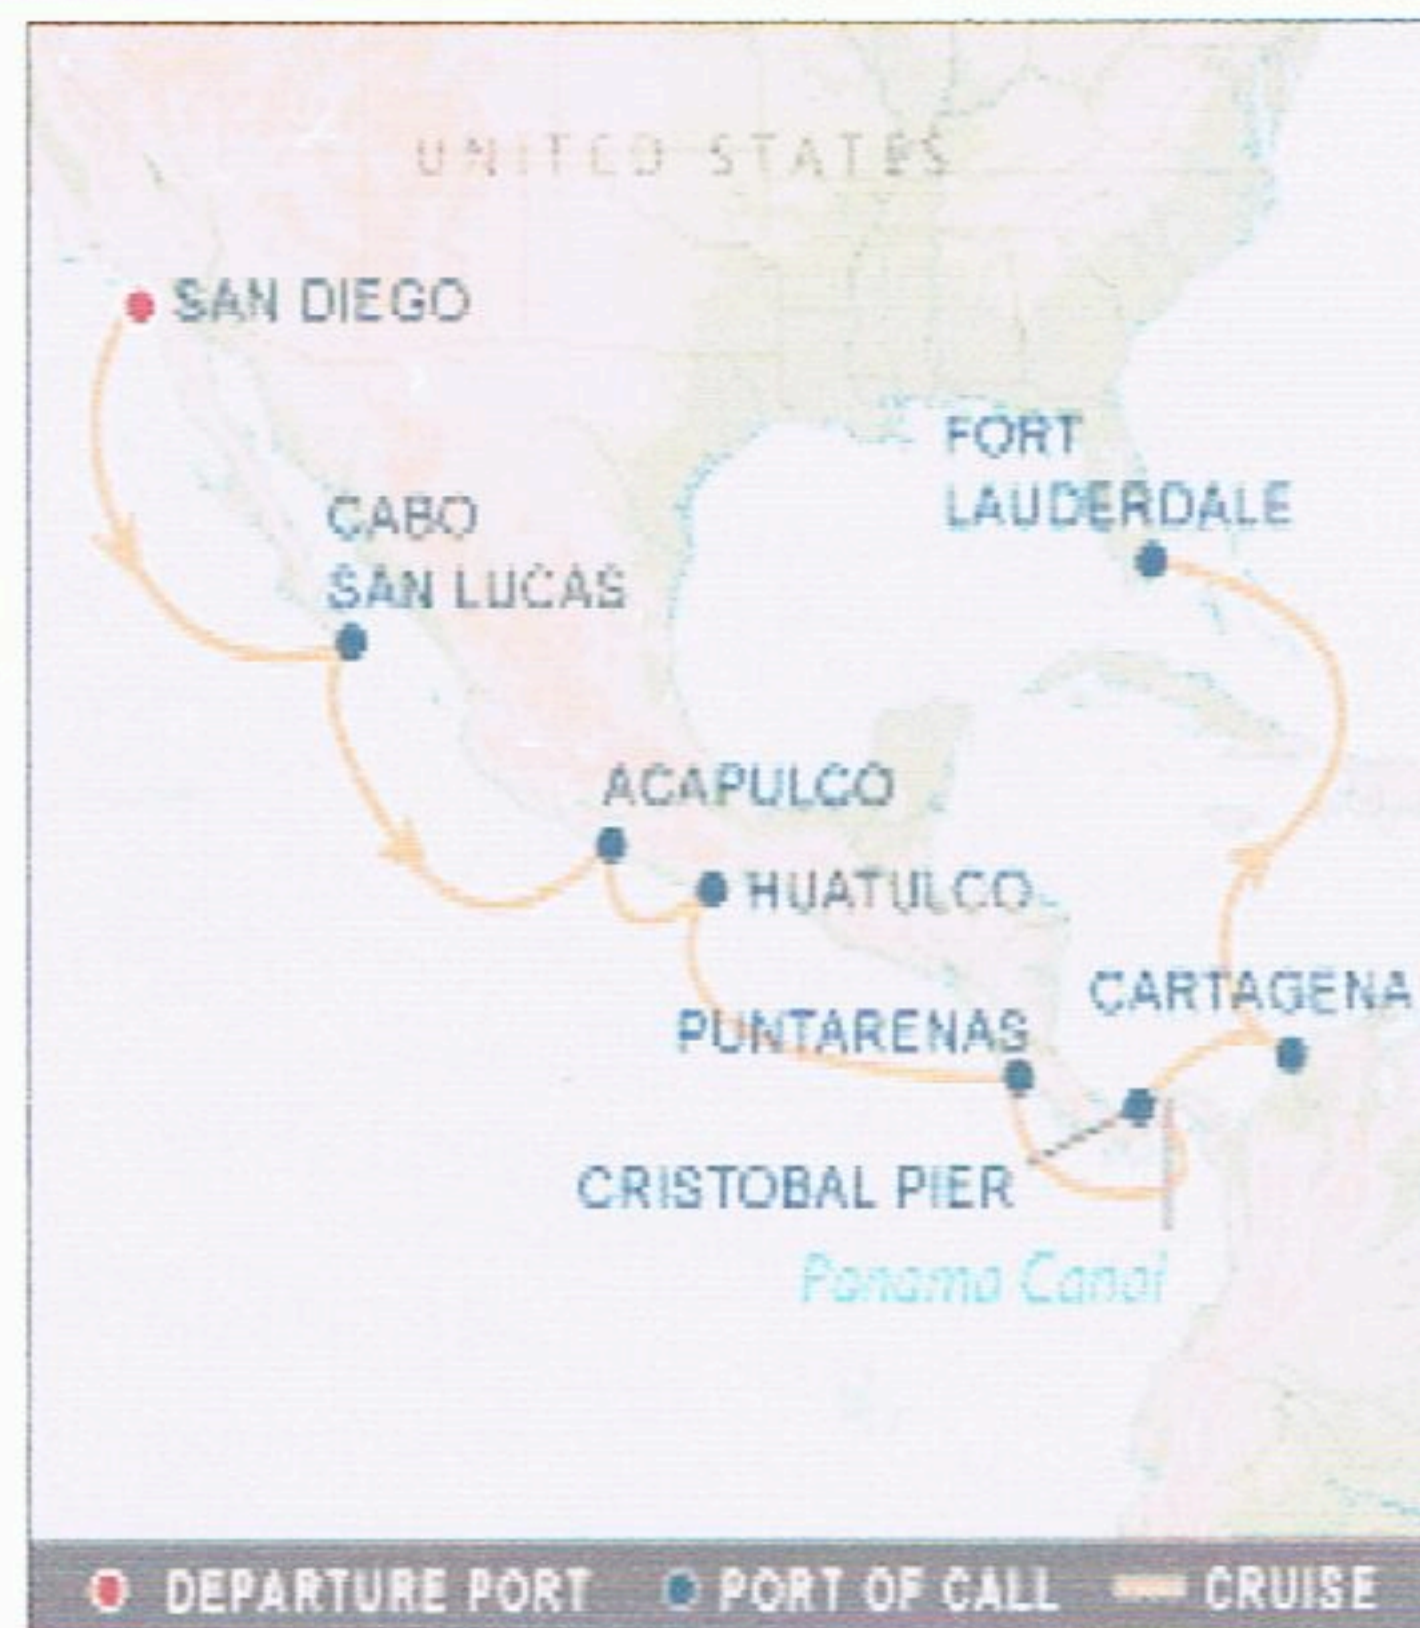 UNITED STATES
SAN DIEGO
FORT
LAUDERDALE
CABO
SAN LUCAS
ACAPULCO
HUATULCO
CARTAGENA
PUNTARENAS
CRISTOBAL PIER
Panama Canal
DEPARTURE PORT PORT OF CALL CRUISE